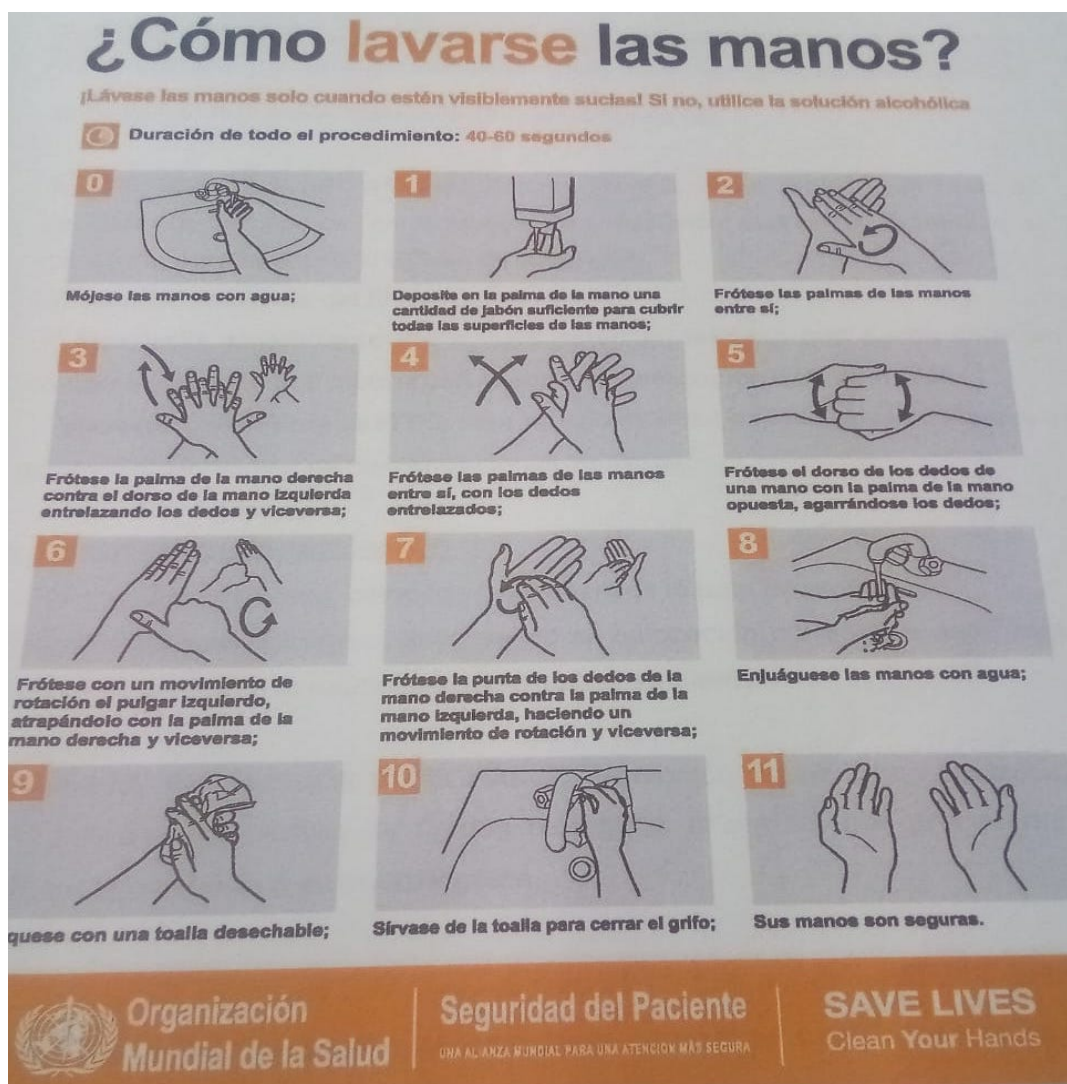 ¿Cómo lavarse las manos?
¡Lávese las manos solo cuando estén visiblemente sucias! Si no, utilice la solución alcohólica
Duración de todo el procedimiento: 40-60 segundos
0
Mójese las manos con agua;
1
Deposite en la palma de la mano una
cantidad de jabón suficiente para cubrir
todas las superficies de las manos;
2
Frótese las palmas de las manos
entre sí;
3
Frótese la palma de la mano derecha
contra el dorso de la mano izquierda
entrelazando los dedos y viceversa;
4
Frótese las palmas de las manos
entre sí, con los dedos
entrelazados;
5
Frótese el dorso de los dedos de
una mano con la palma de la mano
opuesta, agarrándose los dedos;
6
Frótese con un movimiento de
rotación el pulgar izquierdo,
atrapándolo con la palma de la
mano derecha y viceversa;
7
Frótese la punta de los dedos de la
mano derecha contra la palma de la
mano izquierda, haciendo un
movimiento de rotación y viceversa;
8
Enjuáguese las manos con agua;
9
quese con una toalla desechable;
10
Sírvase de la toalla para cerrar el grifo;
11
Sus manos son seguras.
Organización
Mundial de la Salud
Seguridad del Paciente
UNA ALIANZA MUNDIAL PARA UNA ATENCIÓN MÁS SEGURA
SAVE LIVES
Clean Your Hands